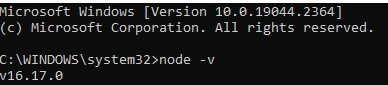 Microsoft Windows [Version 10.0.19044.2364]
(c) Microsoft Corporation. All rights reserved.
C:\WINDOWS\system32>node -v
v16.17.0